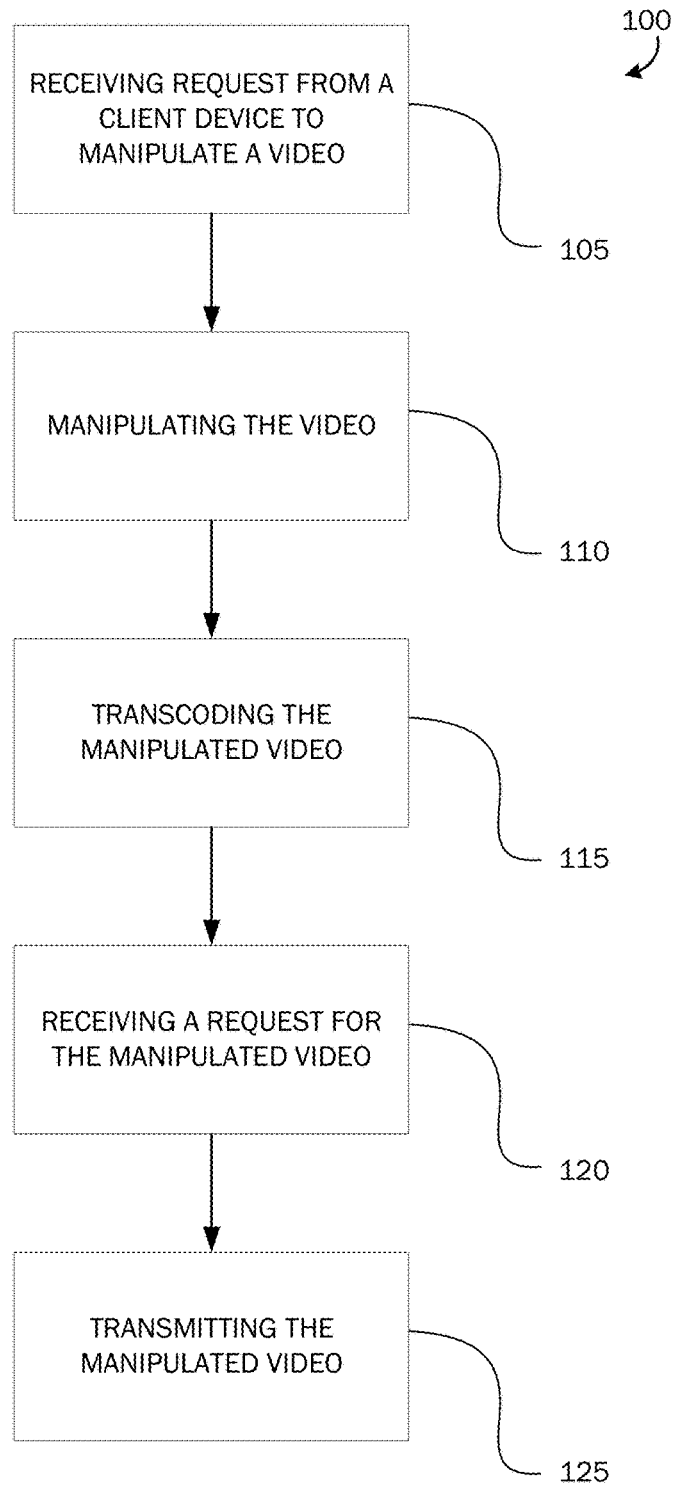 100
RECEIVING REQUEST FROM A
CLIENT DEVICE TO
MANIPULATE A VIDEO
105
MANIPULATING THE VIDEO
110
TRANSCODING THE
MANIPULATED VIDEO
115
RECEIVING A REQUEST FOR
THE MANIPULATED VIDEO
120
TRANSMITTING THE
MANIPULATED VIDEO
125